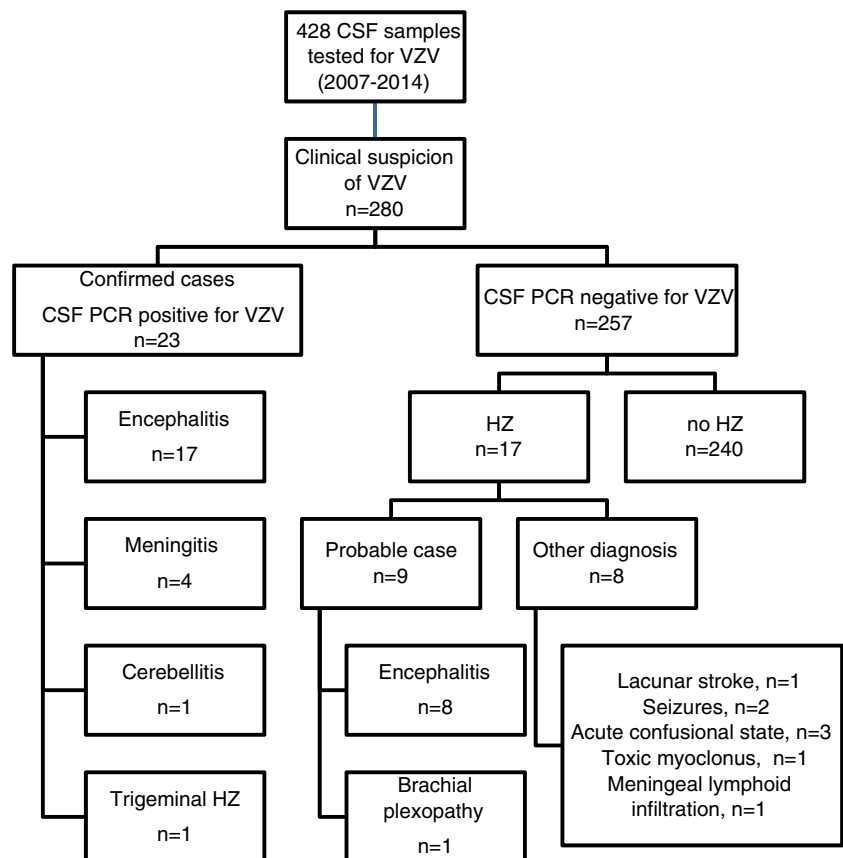 428 CSF samples
tested for VZV
(2007-2014)
Clinical suspicion
of VZV
n=280
Confirmed cases
CSF PCR positive for VZV
n=23
CSF PCR negative for VZV
n=257
Encephalitis
n=17
Meningitis
n=4
Cerebellitis
n=1
Trigeminal HZ
n=1
HZ
n=17
no HZ
n=240
Probable case
n=9
Other diagnosis
n=8
Encephalitis
n=8
Brachial
plexopathy
n=1
Lacunar stroke, n=1
Seizures, n=2
Acute confusional state, n=3
Toxic myoclonus, n=1
Meningeal lymphoid
infiltration, n=1